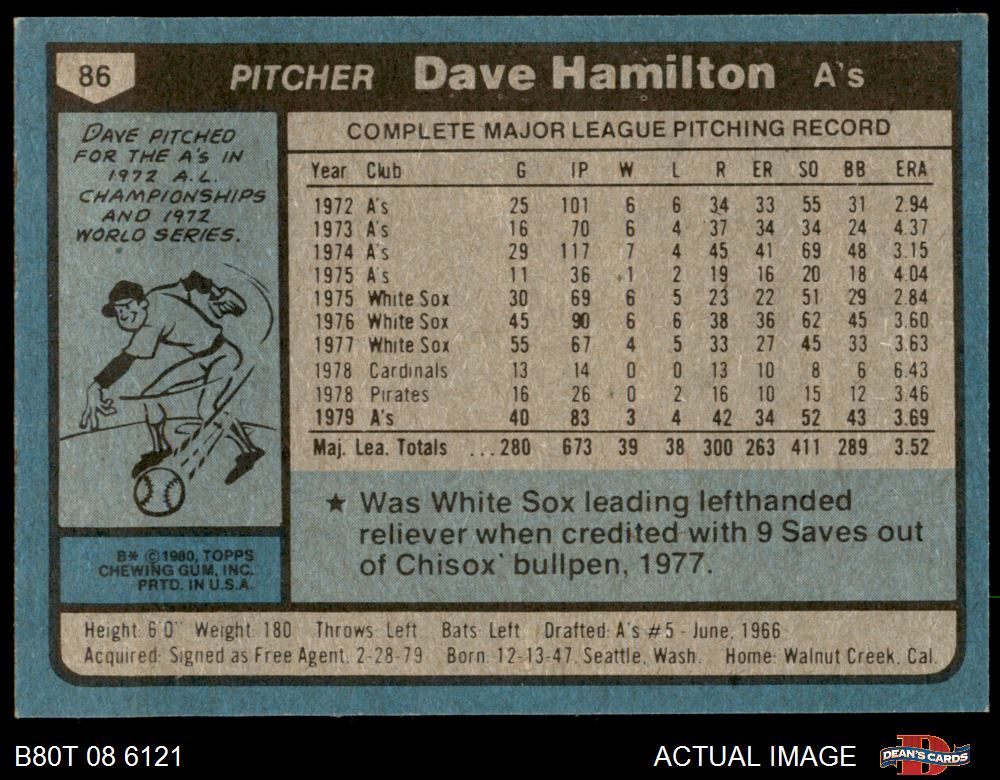 86 PITCHER Dave Hamilton A's
DAVE PITCHED
FOR THE A's IN
1972 A.L.
CHAMPIONSHIPS
AND 1972
WORLD SERIES.
B* © 1980, TOPPS
CHEWING GUM, INC.
PRTD. IN U.S.A.
COMPLETE MAJOR LEAGUE PITCHING RECORD
Year Club G IP W L R ER SO BB ERA
1972 A's 25 101 6 6 34 33 55 31 2.94
1973 A's 16 70 6 4 37 34 34 24 4.37
1974 A's 29 117 7 4 45 41 69 48 3.15
1975 A's 11 36 1 2 19 16 20 18 4.04
1975 White Sox 30 69 6 5 23 22 51 29 2.84
1976 White Sox 45 90 6 6 38 36 62 45 3.60
1977 White Sox 55 67 4 5 33 27 45 33 3.63
1978 Cardinals 13 14 0 0 13 10 8 6 6.43
1978 Pirates 16 26 0 2 16 10 15 12 3.46
1979 A's 40 83 3 4 42 34 52 43 3.69
Maj. Lea. Totals ...280 673 39 38 300 263 411 289 3.52
★ Was White Sox leading lefthanded
reliever when credited with 9 Saves out
of Chisox' bullpen, 1977.
Height: 6'0" Weight: 180 Throws: Left Bats: Left Drafted: A's #5 - June, 1966
Acquired: Signed as Free Agent, 2-28-79 Born: 12-13-47, Seattle, Wash. Home: Walnut Creek, Cal.
B80T 08 6121 ACTUAL IMAGE DEAN'S CARDS